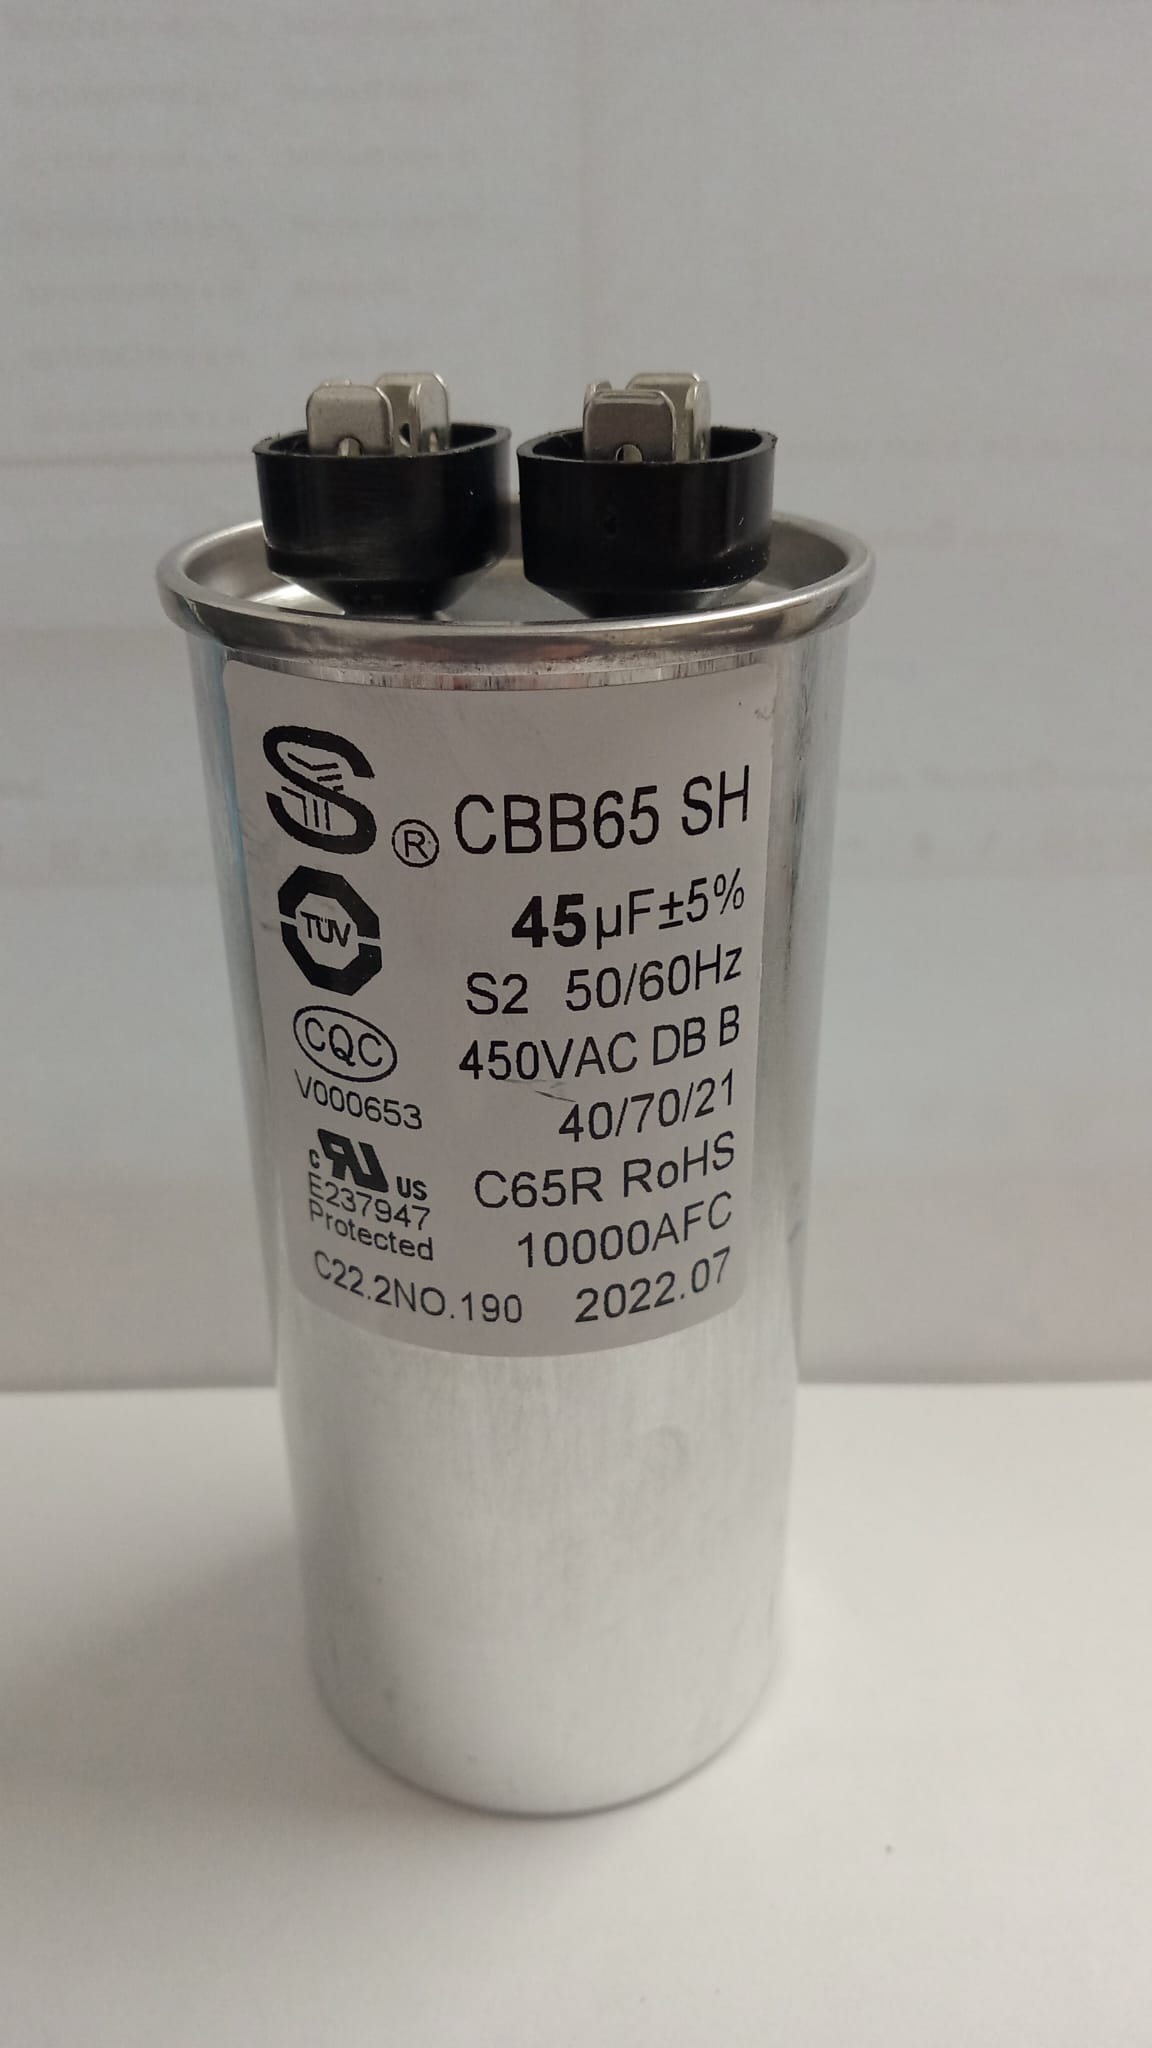 ® CBB65 SH
45µF±5%
TÜV
S2 50/60Hz
CQC
450VAC DB B
V000653
40/70/21
c US
E237947
C65R RoHS
Protected
10000AFC
C22.2NO.190 2022.07